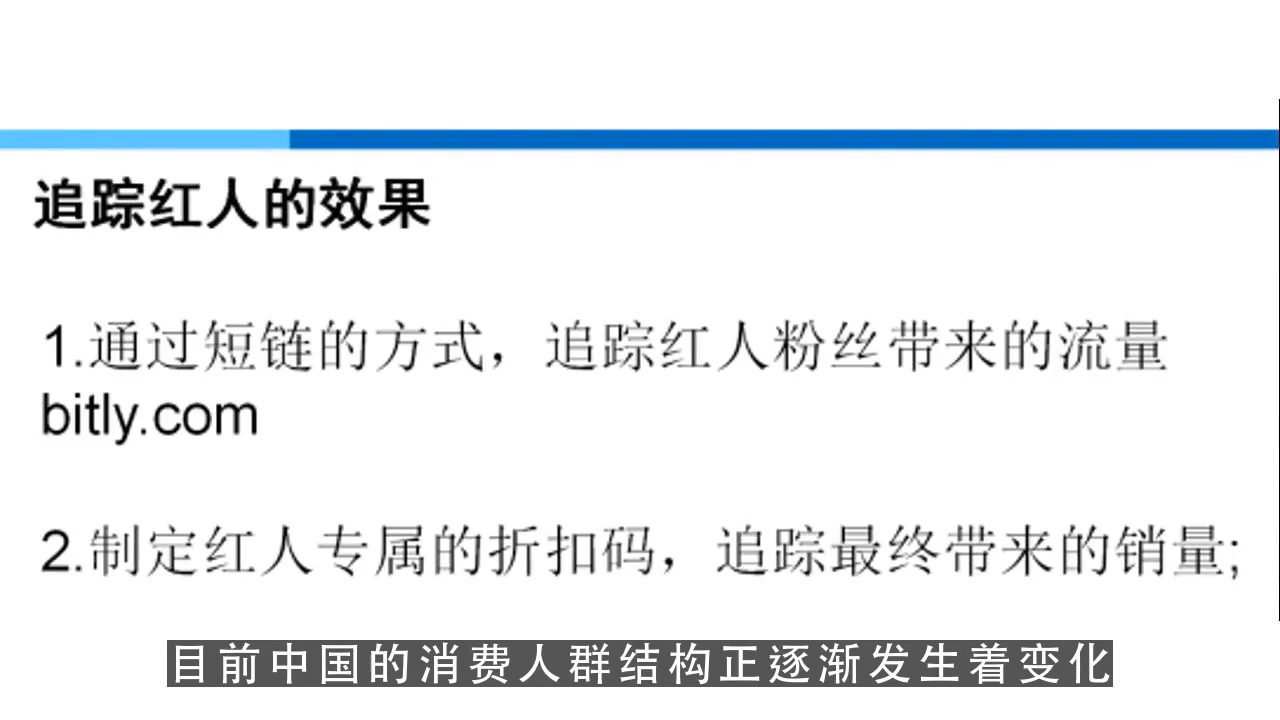 追踪红人的效果
1.通过短链的方式，追踪红人粉丝带来的流量
bitly.com
2.制定红人专属的折扣码，追踪最终带来的销量;
目前中国的消费人群结构正逐渐发生着变化